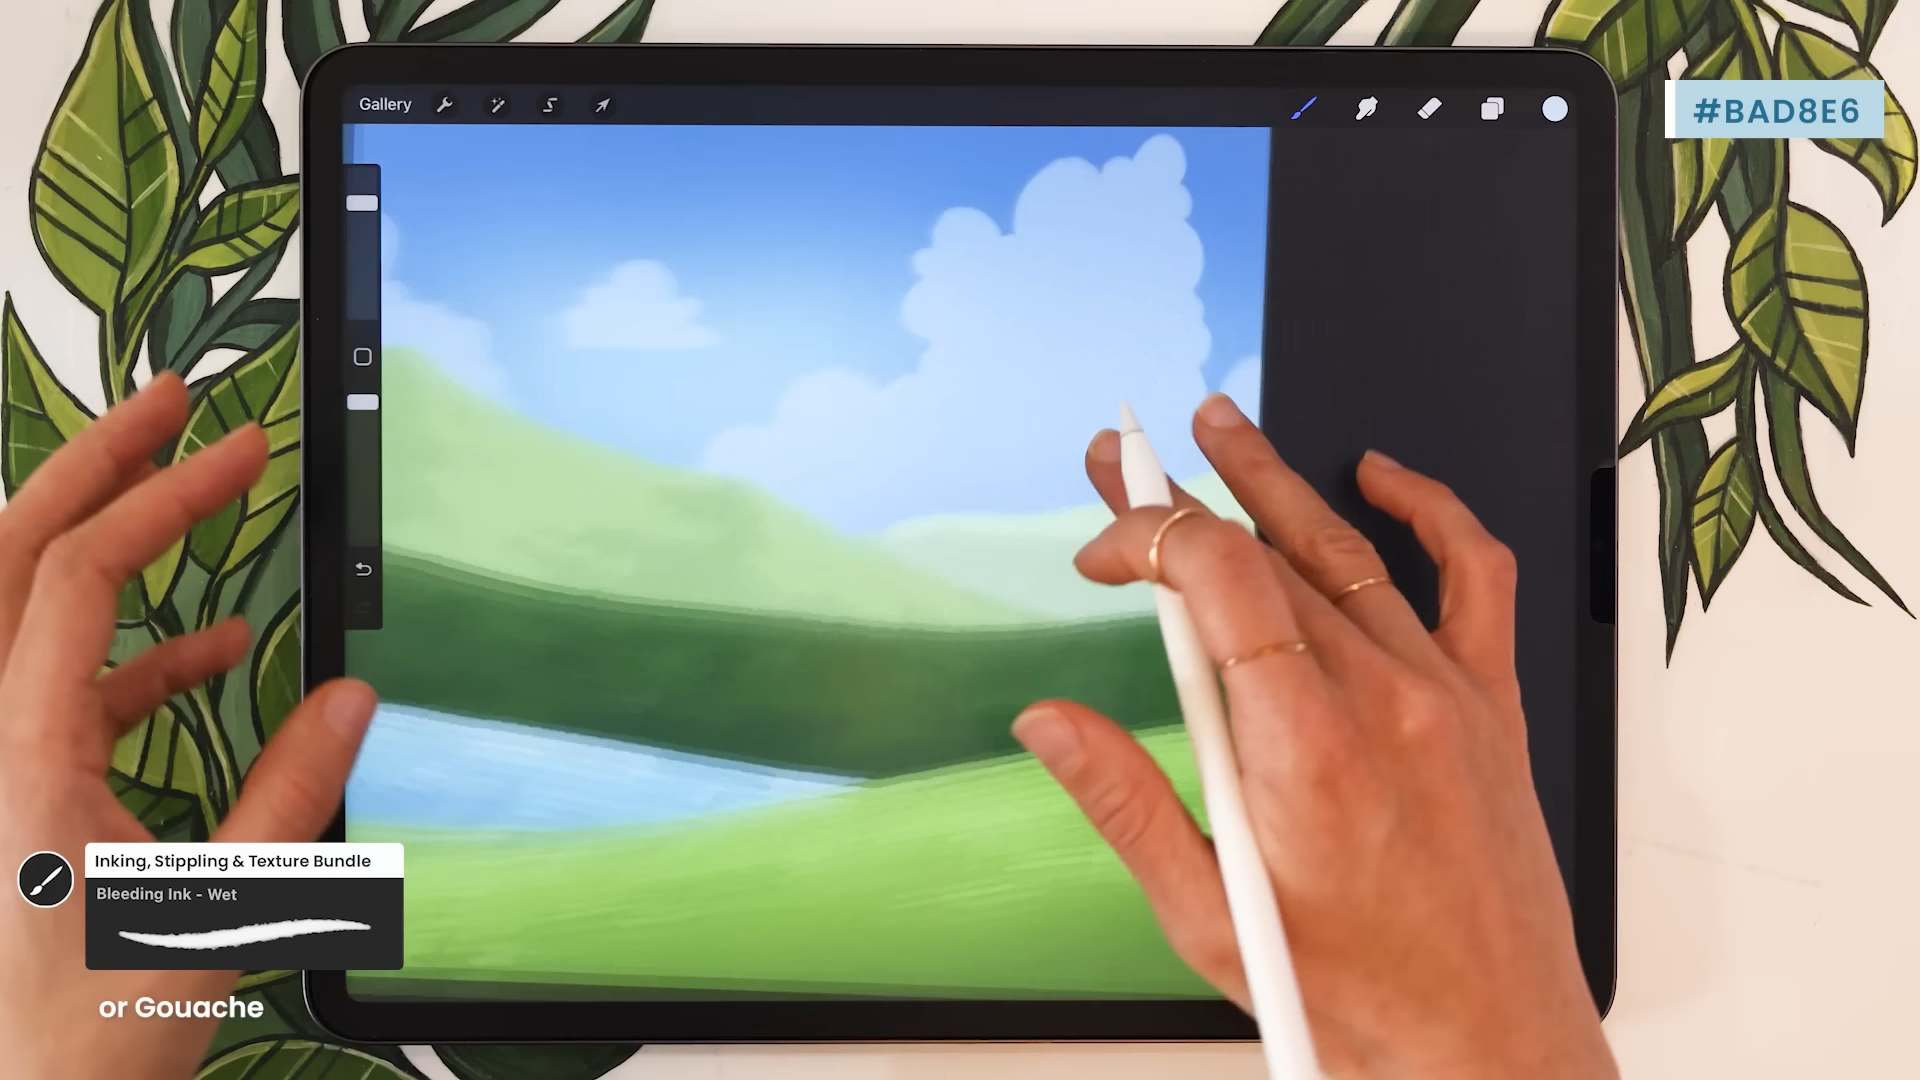 Gallery
#BAD8E6
Inking, Stippling & Texture Bundle
Bleeding Ink - Wet
or Gouache